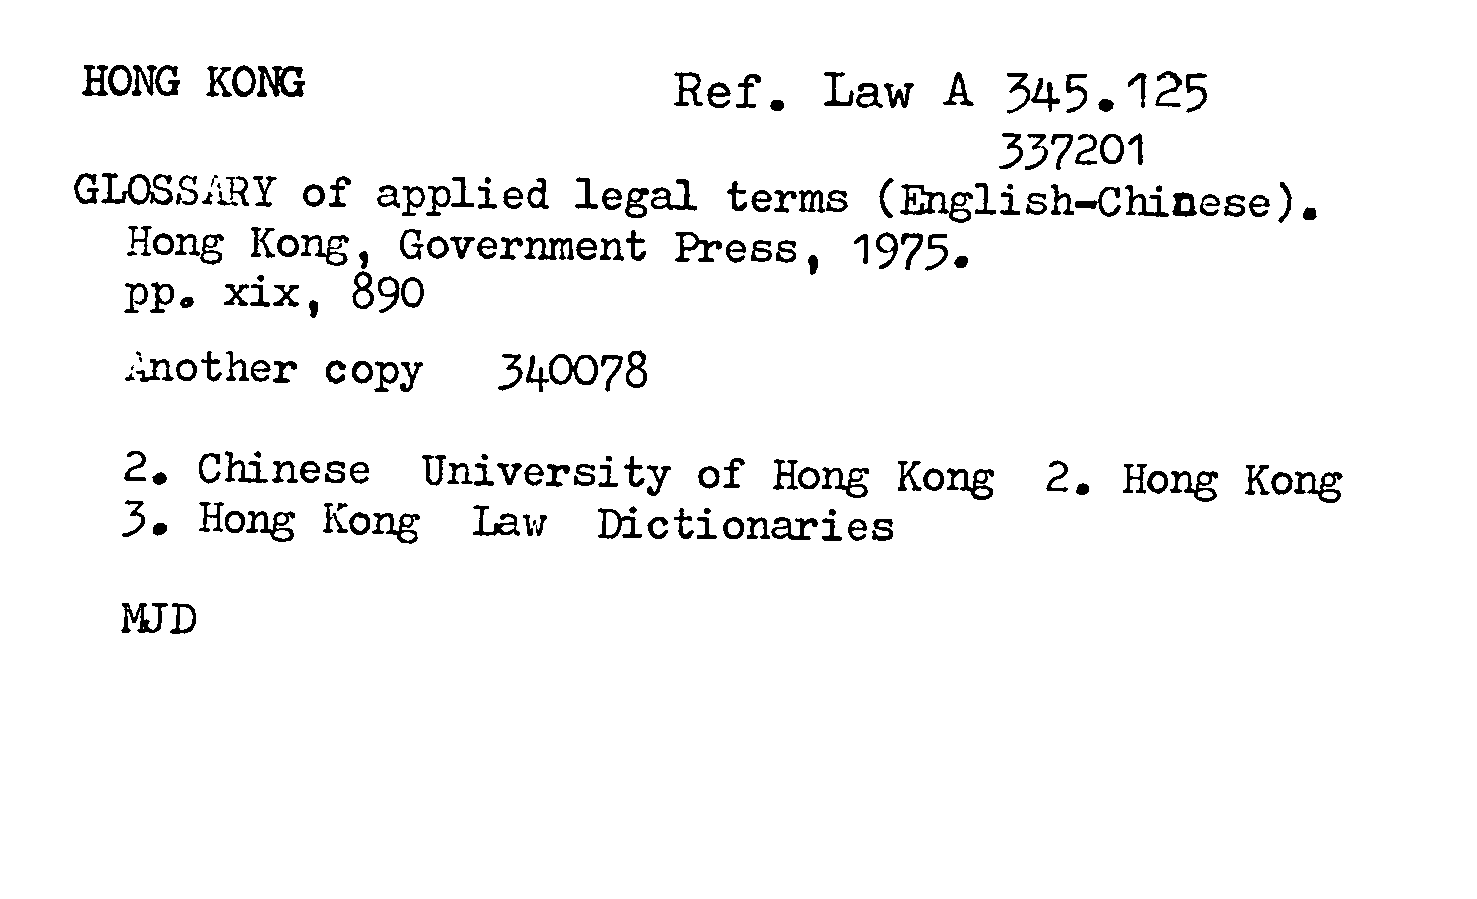 HONG KONG Ref. Law A 345.125
337201
GLOSSARY of applied legal terms (English-Chinese).
Hong Kong, Government Press, 1975.
pp. xix, 890
Another copy 340078
2. Chinese University of Hong Kong 2. Hong Kong
3. Hong Kong Law Dictionaries
MJD